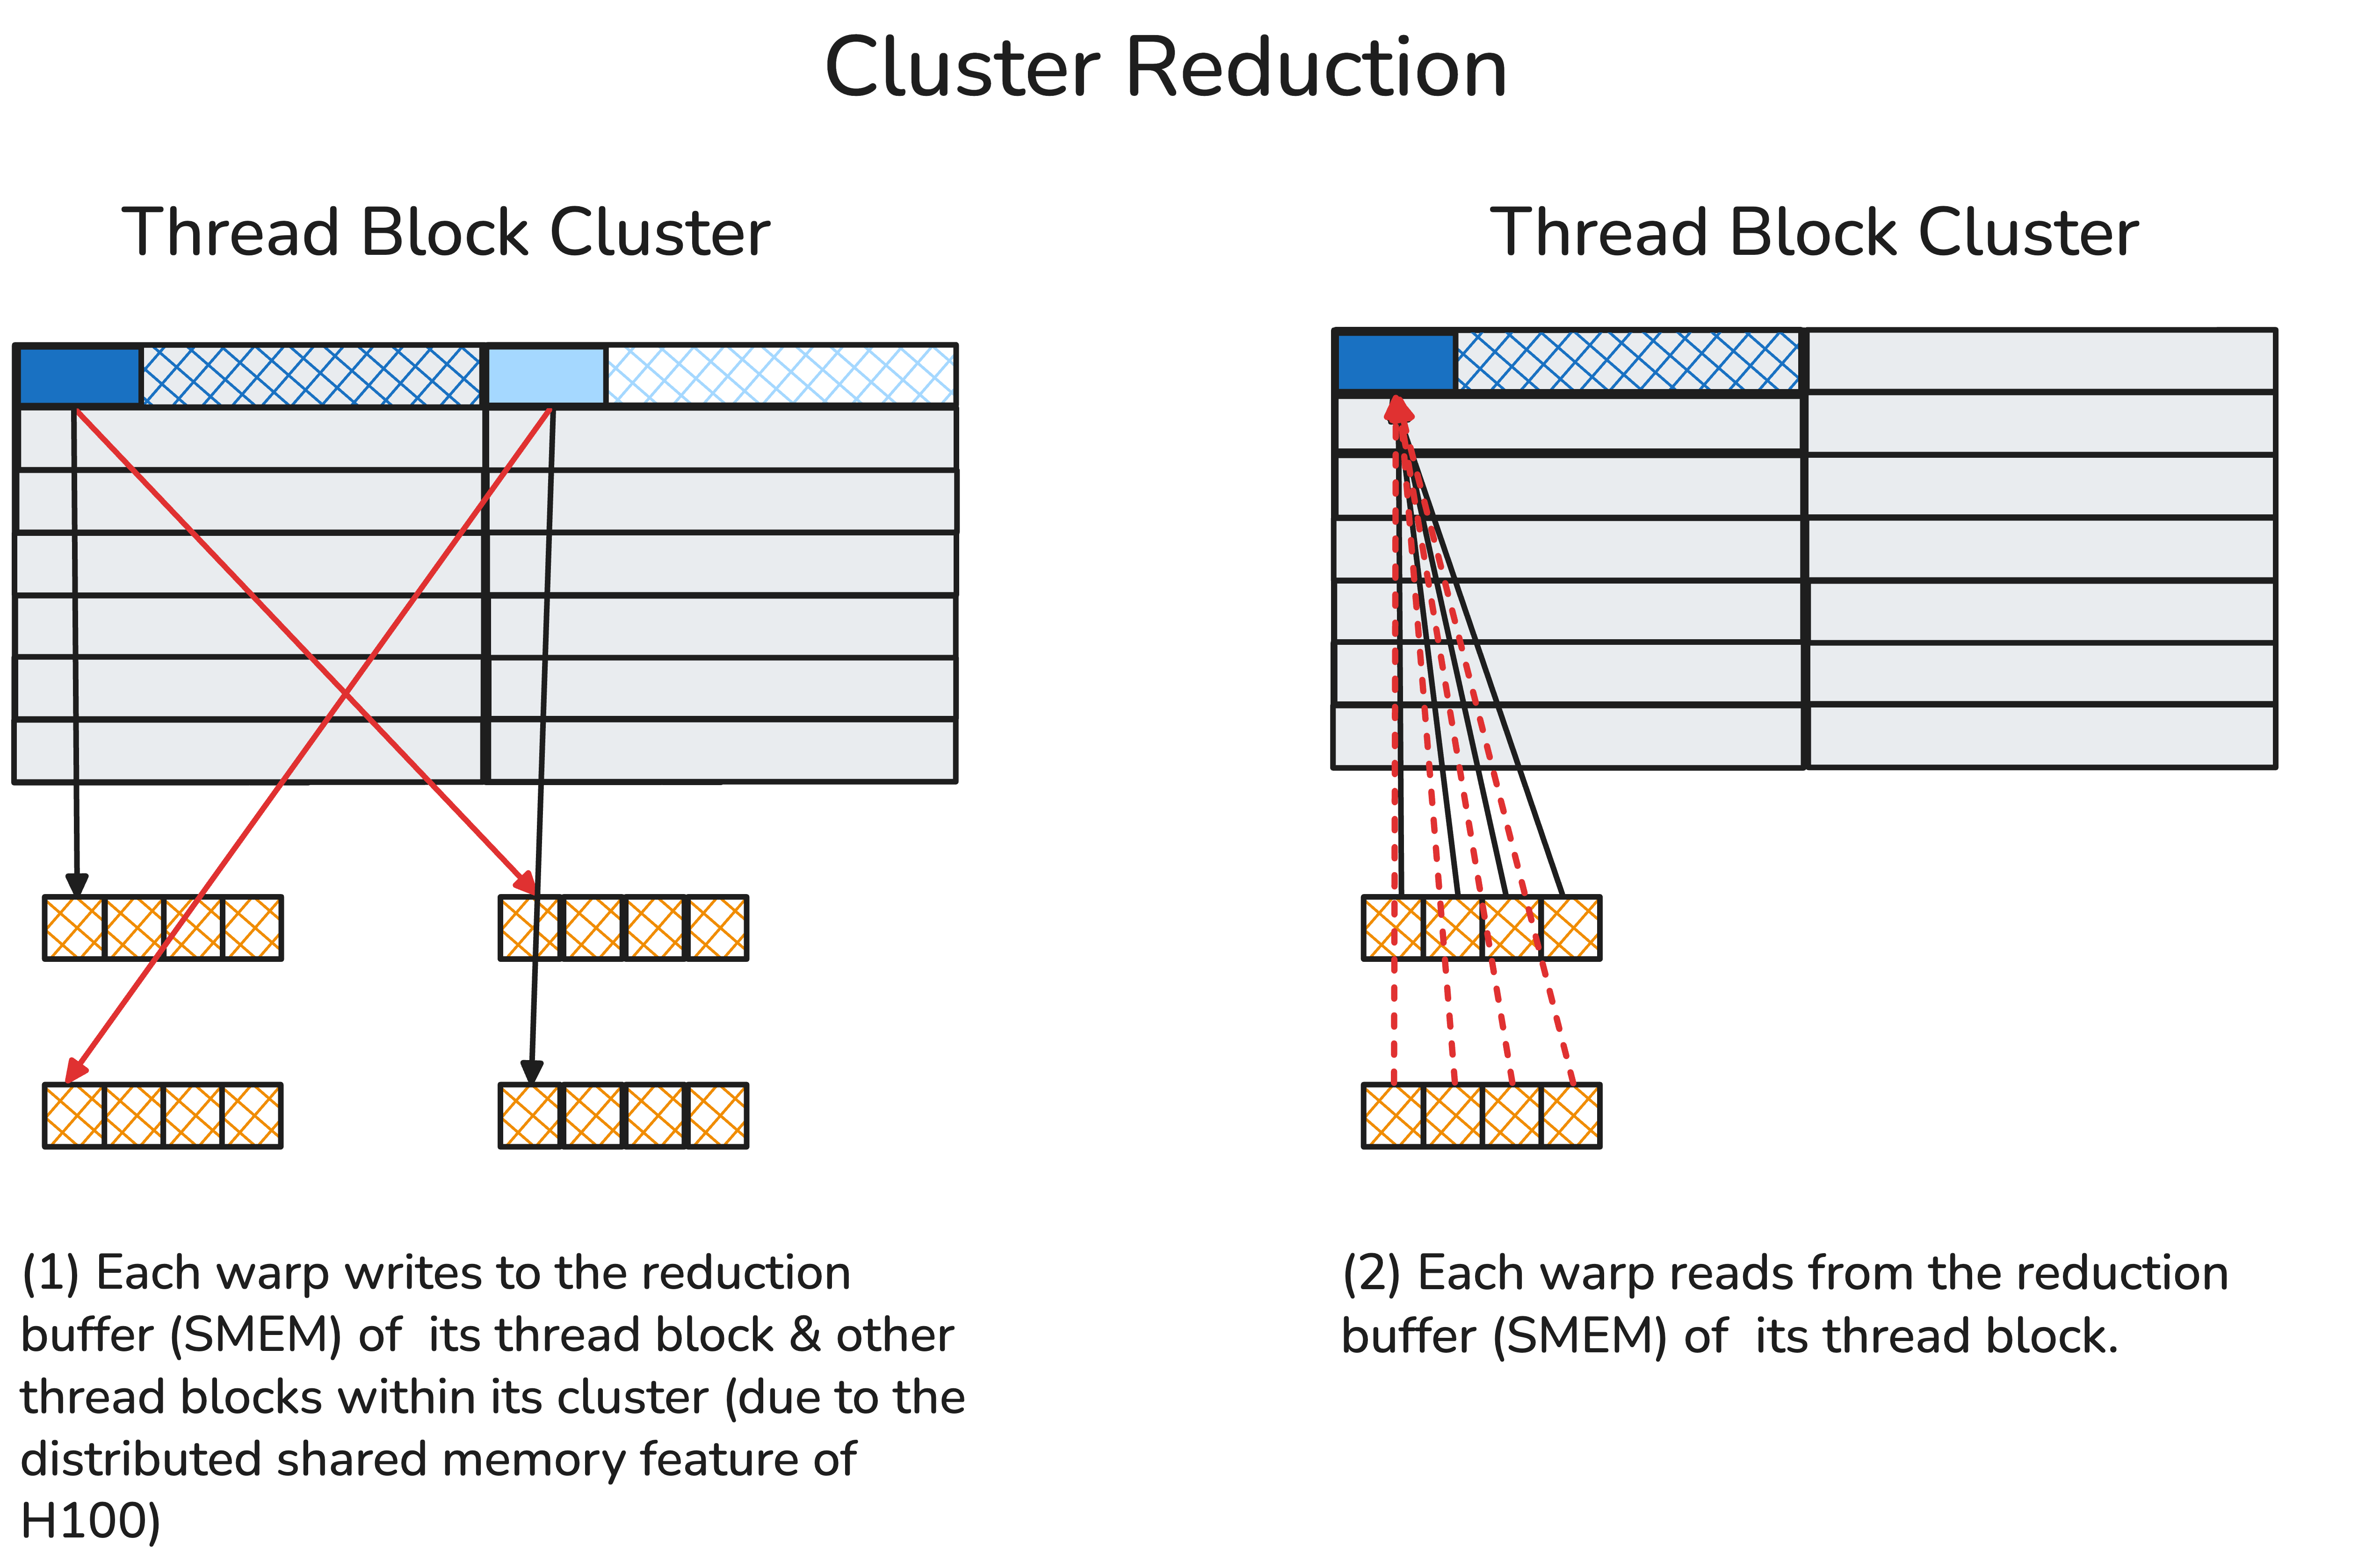 Cluster Reduction
Thread Block Cluster
Thread Block Cluster
(1) Each warp writes to the reduction
buffer (SMEM) of  its thread block & other
thread blocks within its cluster (due to the
distributed shared memory feature of
H100)
(2) Each warp reads from the reduction
buffer (SMEM) of  its thread block.